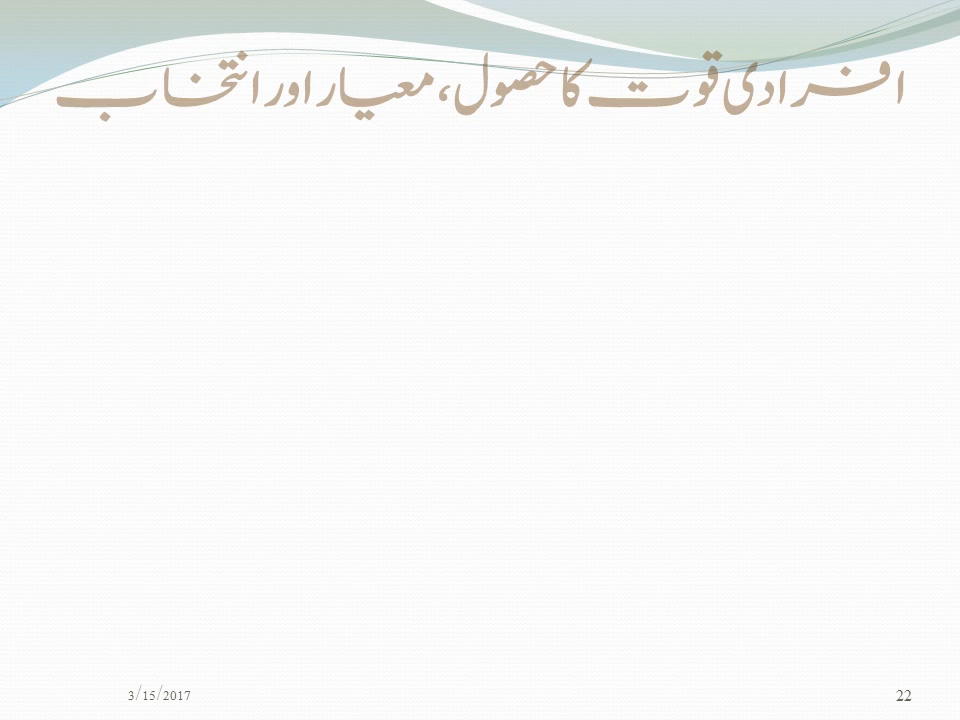 افرادی قوت کا حصول، معیار اور انتخاب
3/15/2017
22